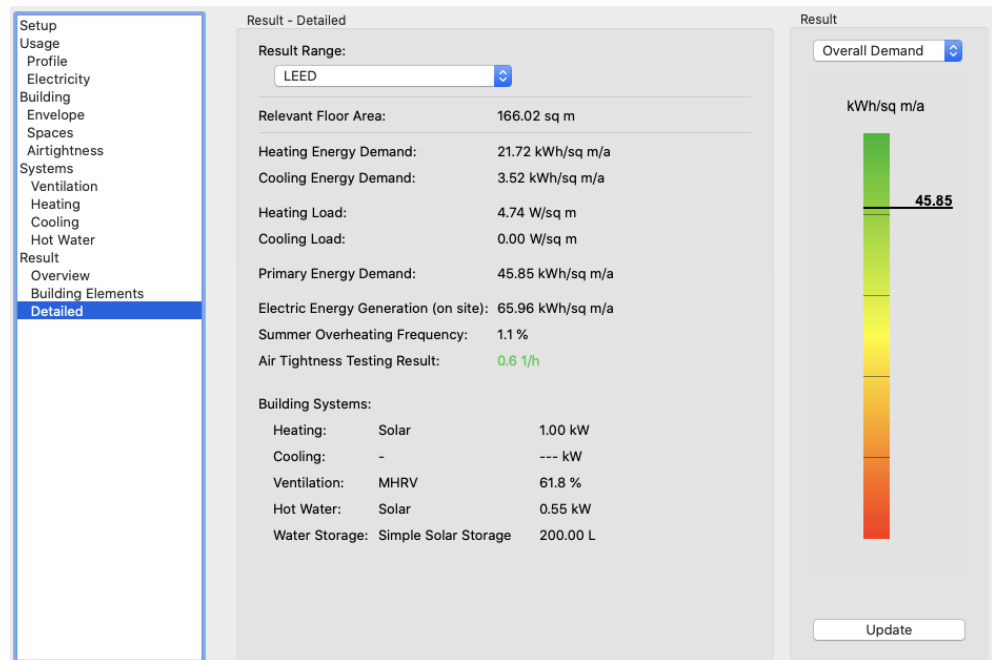 Setup
Usage
Profile
Electricity
Building
Envelope
Spaces
Airtightness
Systems
Ventilation
Heating
Cooling
Hot Water
Result
Overview
Building Elements
Detailed
Result - Detailed
Result Range:
LEED
Relevant Floor Area: 166.02 sq m
Heating Energy Demand: 21.72 kWh/sq m/a
Cooling Energy Demand: 3.52 kWh/sq m/a
Heating Load: 4.74 W/sq m
Cooling Load: 0.00 W/sq m
Primary Energy Demand: 45.85 kWh/sq m/a
Electric Energy Generation (on site): 65.96 kWh/sq m/a
Summer Overheating Frequency: 1.1 %
Air Tightness Testing Result: 0.6 1/h
Building Systems:
Heating: Solar 1.00 kW
Cooling: - --- kW
Ventilation: MHRV 61.8 %
Hot Water: Solar 0.55 kW
Water Storage: Simple Solar Storage 200.00 L
Result
Overall Demand
kWh/sq m/a
45.85
Update